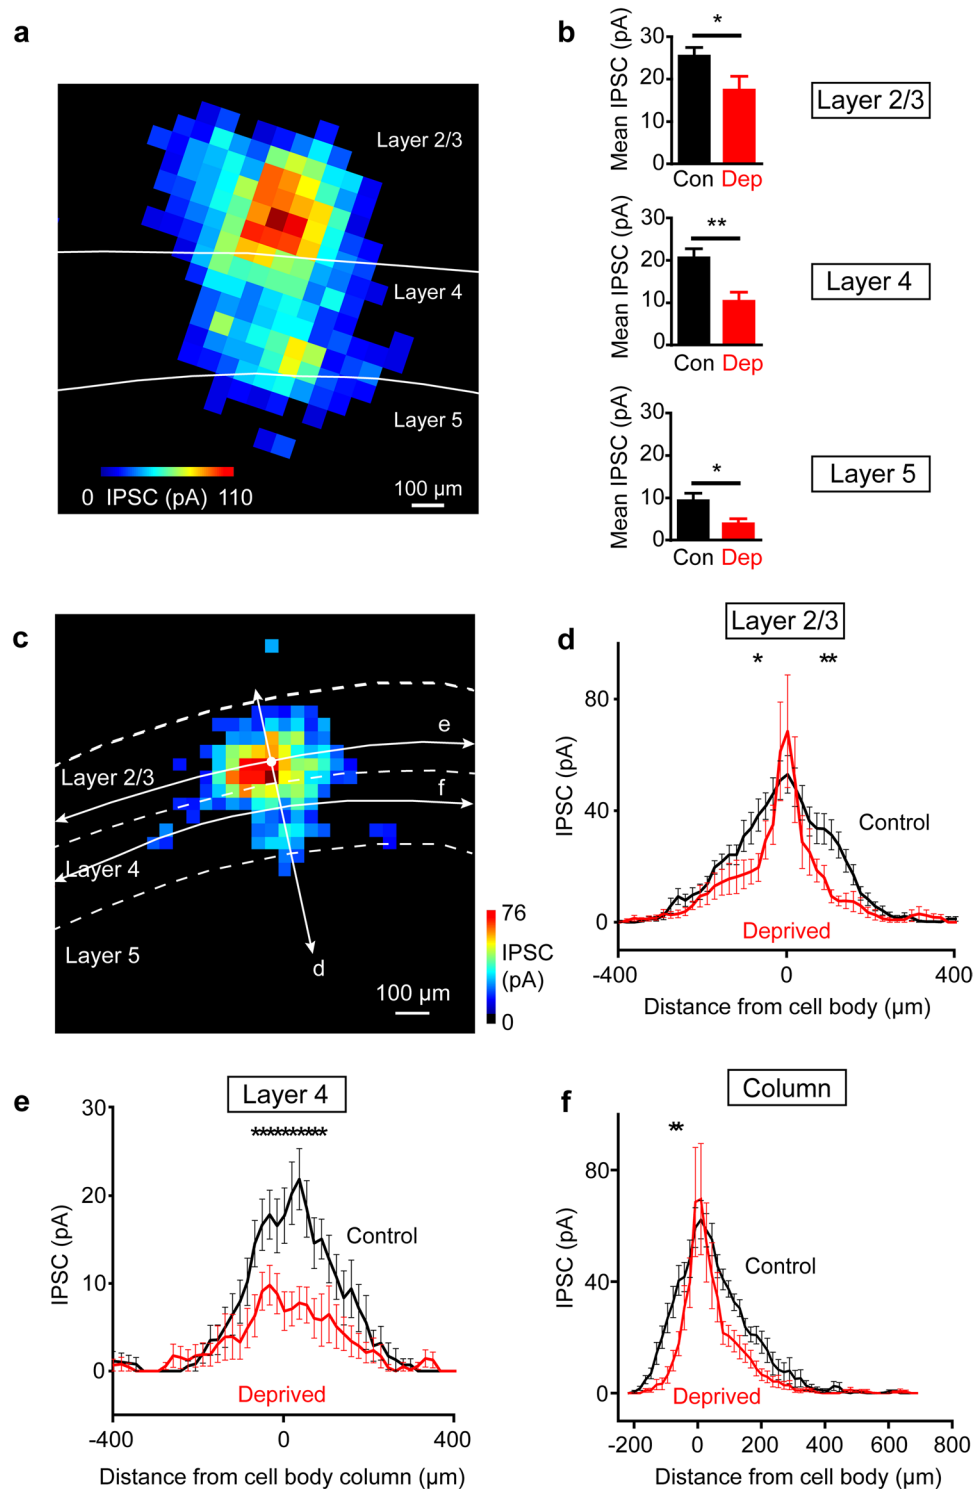 a
Layer 2/3
Layer 4
Layer 5
0 IPSC (pA) 110
100 µm
b
Mean IPSC (pA)
30
20
10
0
*
Con Dep
Layer 2/3
Mean IPSC (pA)
30
20
10
0
**
Con Dep
Layer 4
Mean IPSC (pA)
30
20
10
0
*
Con Dep
Layer 5
c
e
f
d
Layer 2/3
Layer 4
Layer 5
100 µm
76
IPSC
(pA)
0
d
Layer 2/3
* **
IPSC (pA)
80
40
0
Control
Deprived
-400 0 400
Distance from cell body (µm)
e
Layer 4
***********
IPSC (pA)
30
20
10
0
Control
Deprived
-400 0 400
Distance from cell body column (µm)
f
Column
**
IPSC (pA)
80
40
0
Control
Deprived
-200 0 200 400 600 800
Distance from cell body (µm)